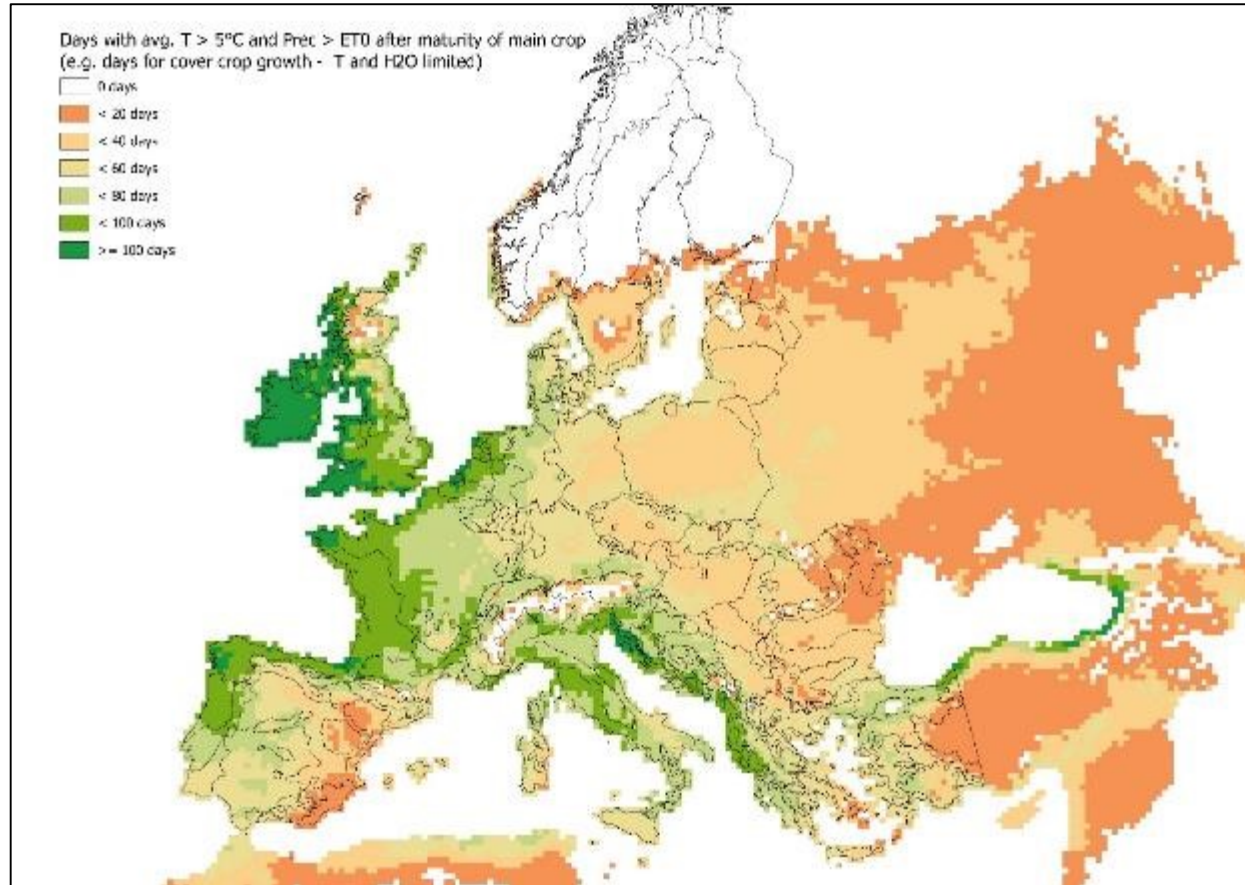 Days with avg. T > 5°C and Prec > ET0 after maturity of main crop
(e.g. days for cover crop growth - T and H2O limited)
0 days
< 20 days
< 40 days
< 60 days
< 80 days
< 100 days
>= 100 days